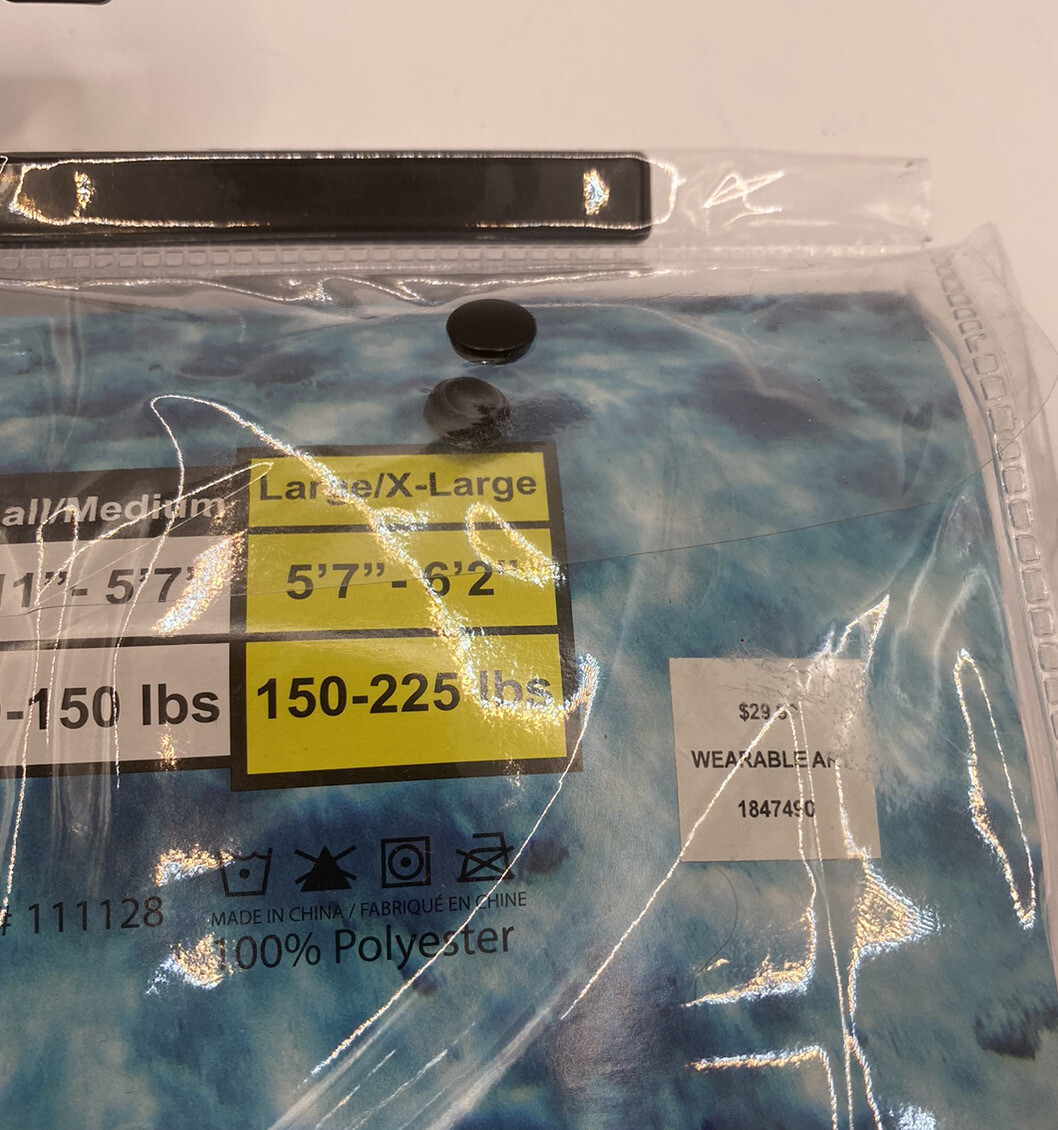 Large/X-Large
all/Medium
5'7" - 6'2"
1"- 5'7"
150-225 lbs
-150 lbs
WEARABLE
1847490
# 111128
MADE IN CHINA / FABRIQUÉ EN CHINE
100% Polyester